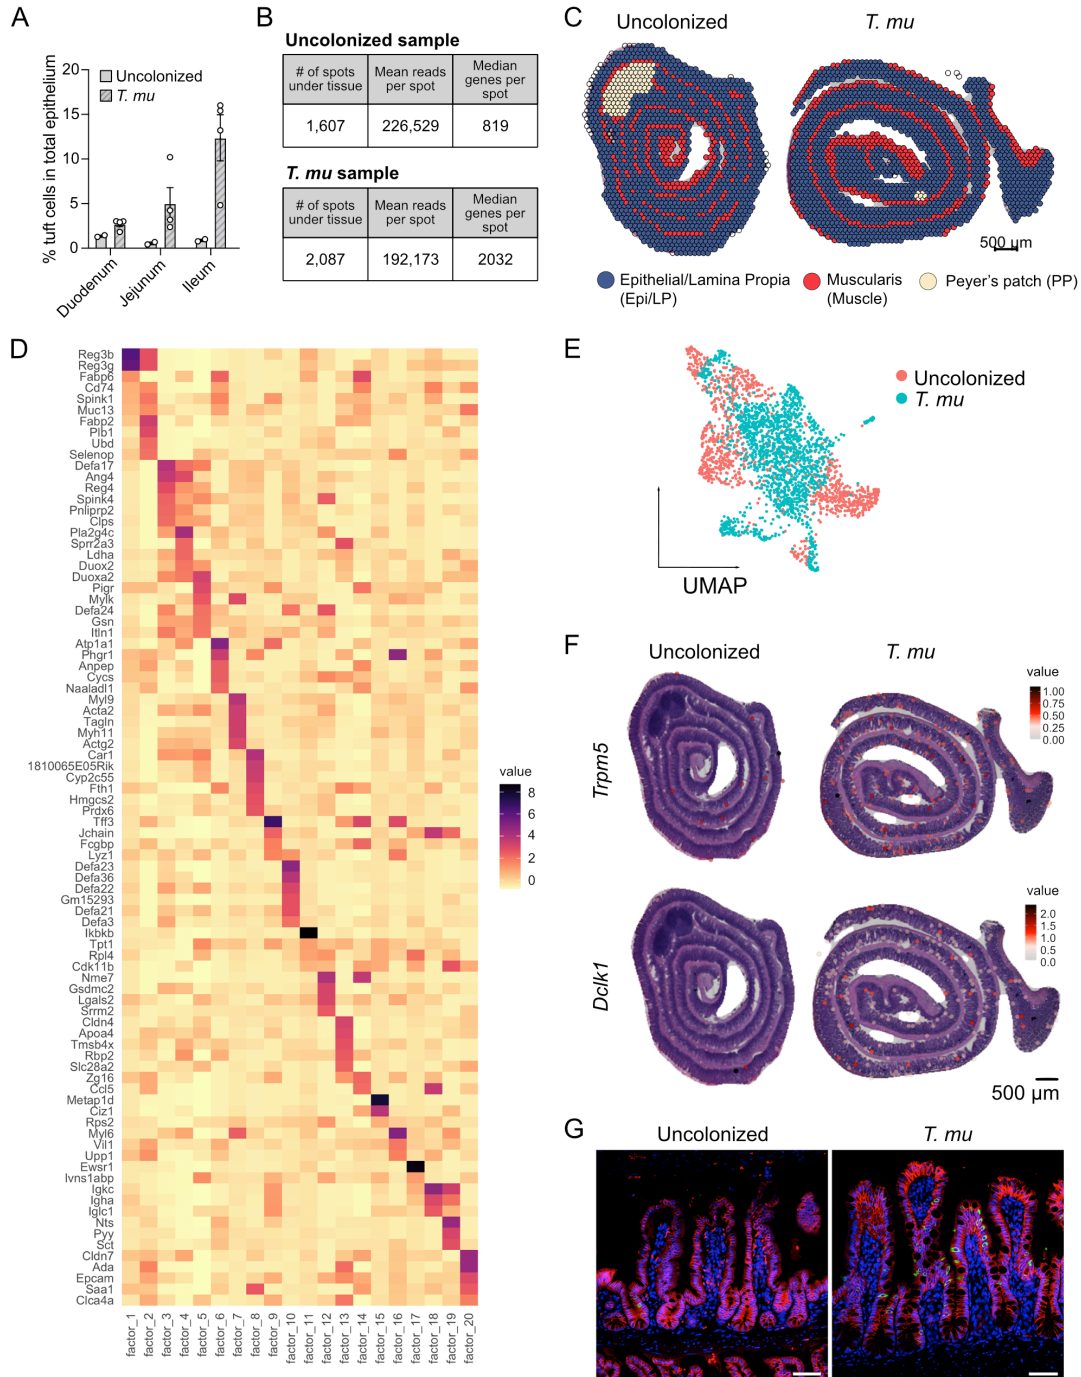 A
% tuft cells in total epithelium
20
15
10
5
0
Uncolonized
T. mu
Duodenum
Jejunum
Ileum
B
Uncolonized sample
# of spots under tissue
Mean reads per spot
Median genes per spot
1,607
226,529
819
T. mu sample
# of spots under tissue
Mean reads per spot
Median genes per spot
2,087
192,173
2032
C
Uncolonized
T. mu
500 µm
Epithelial/Lamina Propia (Epi/LP)
Muscularis (Muscle)
Peyer's patch (PP)
D
Reg3b
Reg3g
Fabp6
Cd74
Spink1
Muc13
Fabp2
Plb1
Ubd
Selenop
Defa17
Ang4
Reg4
Spink4
Pnliprp2
Clps
Pla2g4c
Sprr2a3
Ldha
Duox2
Duoxa2
Pigr
Mylk
Defa24
Gsn
Itln1
Atp1a1
Phgr1
Anpep
Cycs
Naaladl1
Myl9
Acta2
Tagln
Myh11
Actg2
Car1
1810065E05Rik
Cyp2c55
Fth1
Hmgcs2
Prdx6
Tff3
Jchain
Fcgbp
Lyz1
Defa23
Defa36
Defa22
Gm15293
Defa21
Defa3
Ikbkb
Tpt1
Rpl4
Cdk11b
Nme7
Gsdmc2
Lgals2
Srrm2
Cldn4
Apoa4
Tmsb4x
Rbp2
Slc28a2
Zg16
Ccl5
Metap1d
Ciz1
Rps2
Myl6
Vil1
Upp1
Ewsr1
Ivns1abp
Igkc
Igha
Iglc1
Nts
Pyy
Sct
Cldn7
Ada
Epcam
Saa1
Clca4a
factor_1
factor_2
factor_3
factor_4
factor_5
factor_6
factor_7
factor_8
factor_9
factor_10
factor_11
factor_12
factor_13
factor_14
factor_15
factor_16
factor_17
factor_18
factor_19
factor_20
value
8
6
4
2
0
E
Uncolonized
T. mu
UMAP
F
Uncolonized
T. mu
Trpm5
value
1.00
0.75
0.50
0.25
0.00
Dclk1
value
2.0
1.5
1.0
0.5
0.0
500 µm
G
Uncolonized
T. mu